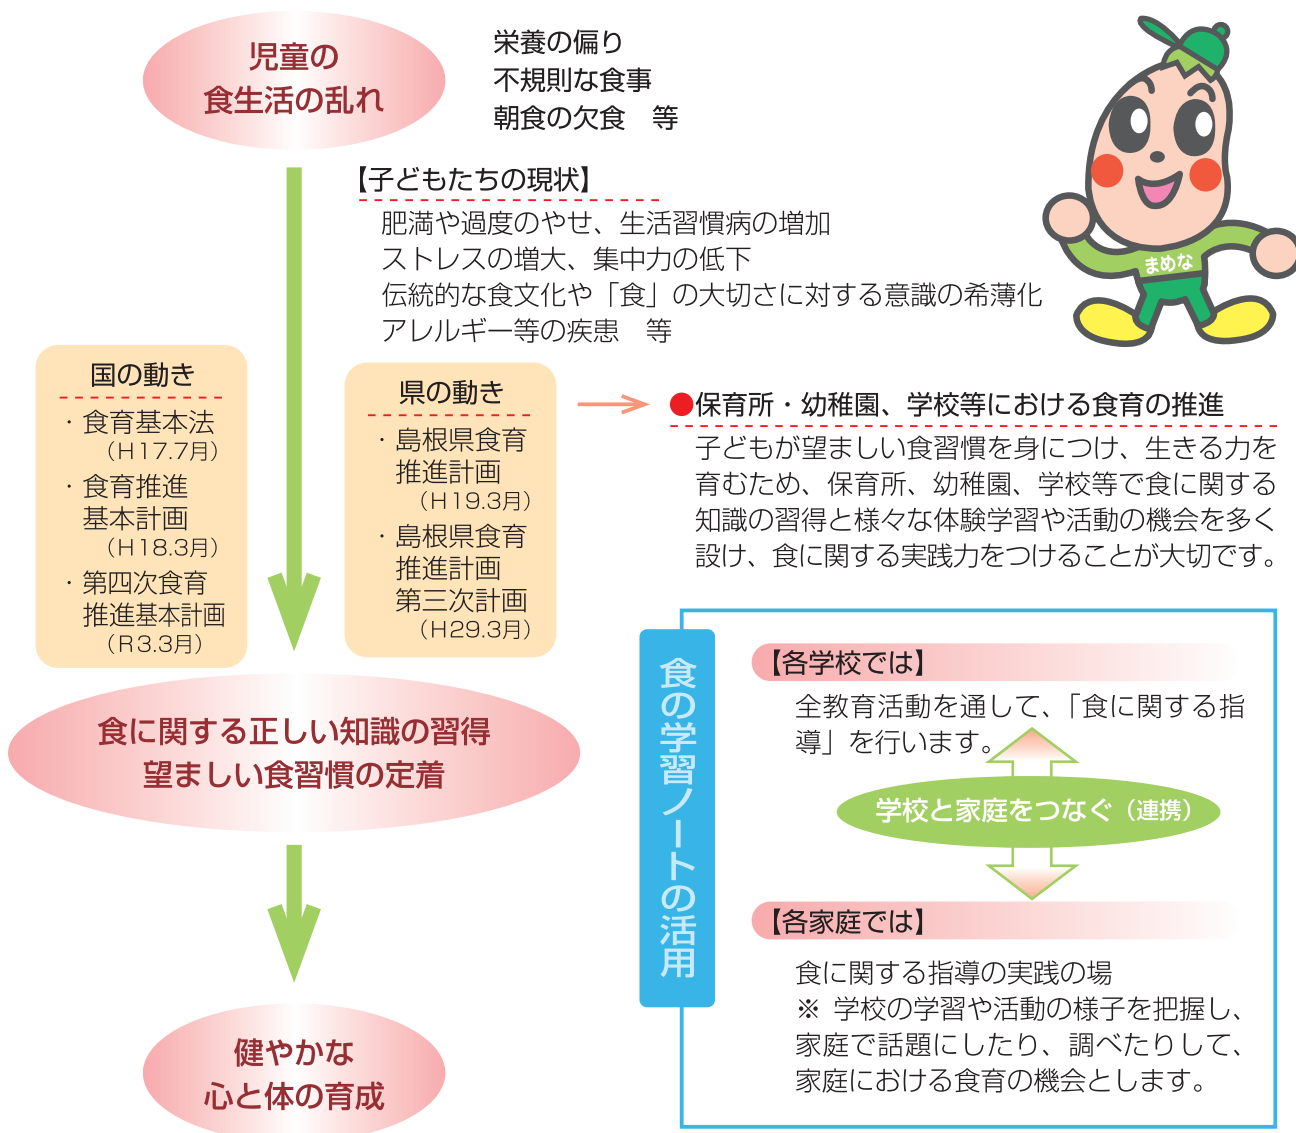 児童の
食生活の乱れ
栄養の偏り
不規則な食事
朝食の欠食　等
【子どもたちの現状】
肥満や過度のやせ、生活習慣病の増加
ストレスの増大、集中力の低下
伝統的な食文化や「食」の大切さに対する意識の希薄化
アレルギー等の疾患　等
まめな
国の動き
・食育基本法
（H17.7月）
・食育推進
基本計画
（H18.3月）
・第四次食育
推進基本計画
（R3.3月）
県の動き
・島根県食育
推進計画
（H19.3月）
・島根県食育
推進計画
第三次計画
（H29.3月）
●保育所・幼稚園、学校等における食育の推進
子どもが望ましい食習慣を身につけ、生きる力を
育むため、保育所、幼稚園、学校等で食に関する
知識の習得と様々な体験学習や活動の機会を多く
設け、食に関する実践力をつけることが大切です。
食に関する正しい知識の習得
望ましい食習慣の定着
健やかな
心と体の育成
食の学習ノートの活用
【各学校では】
全教育活動を通して、「食に関する指
導」を行います。
学校と家庭をつなぐ（連携）
【各家庭では】
食に関する指導の実践の場
※ 学校の学習や活動の様子を把握し、
家庭で話題にしたり、調べたりして、
家庭における食育の機会とします。